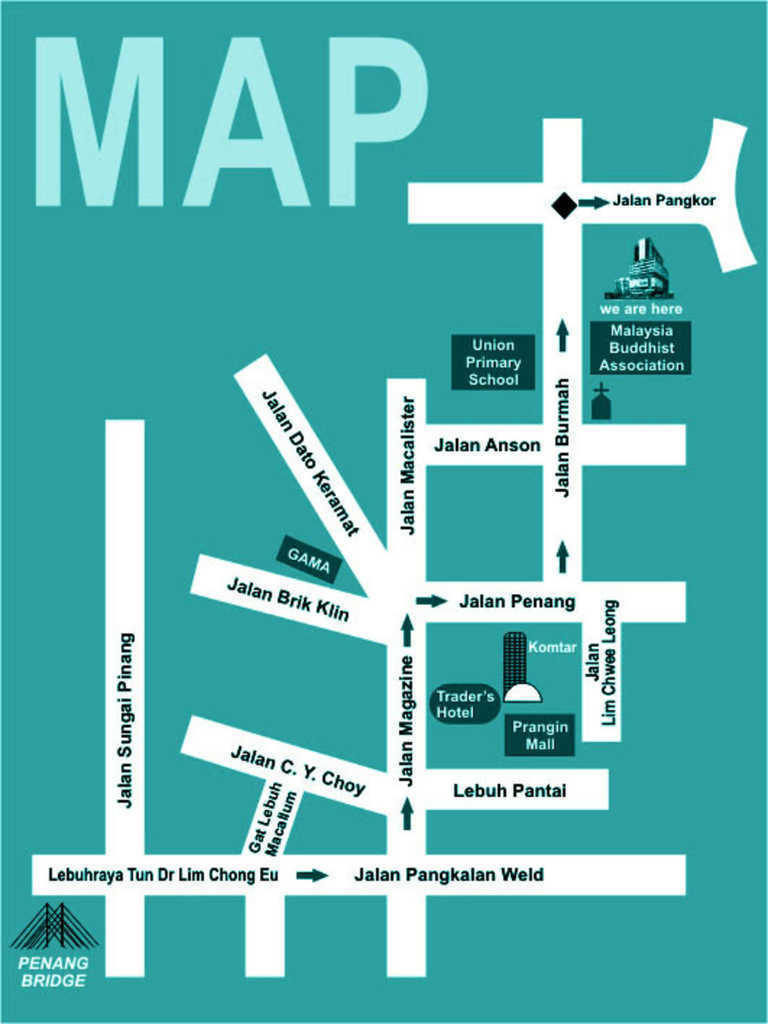 MAP
Jalan Pangkor
we are here
Malaysia
Buddhist
Association
Union
Primary
School
Jalan Dato Keramat
Jalan Macalister
Jalan Anson
Jalan Burmah
GAMA
Jalan Brik Klin
Jalan Penang
Jalan
Lim Chwee Leong
Komtar
Trader's
Hotel
Prangin
Mall
Jalan Sungai Pinang
Jalan Magazine
Jalan C. Y. Choy
Lebuh Pantai
Gat Lebuh
Macallum
Lebuhraya Tun Dr Lim Chong Eu
Jalan Pangkalan Weld
PENANG
BRIDGE